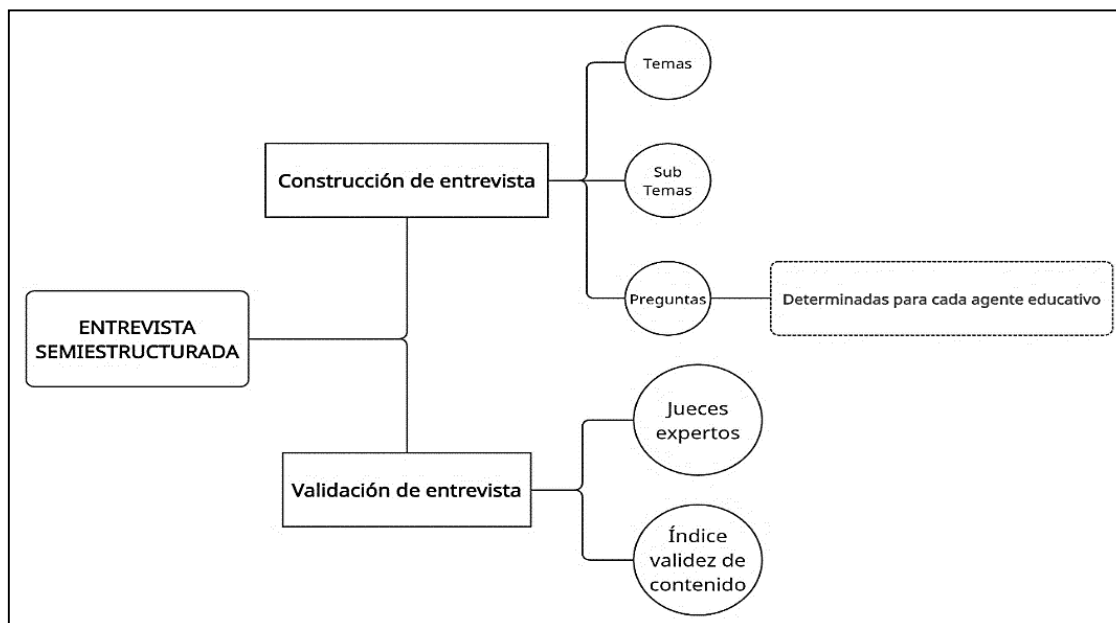 ENTREVISTA
SEMIESTRUCTURADA
Construcción de entrevista
Temas
Sub
Temas
Preguntas
Determinadas para cada agente educativo
Validación de entrevista
Jueces
expertos
Índice
validez de
contenido